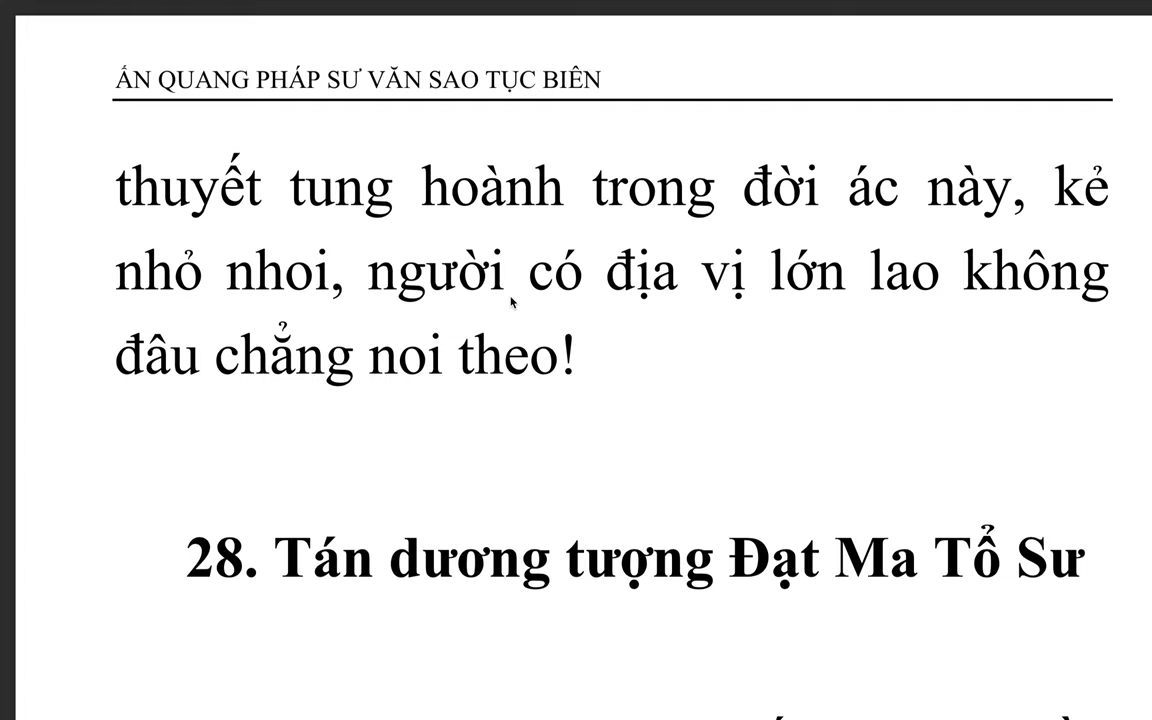 ẤN QUANG PHÁP SƯ VĂN SAO TỤC BIÊN
thuyết tung hoành trong đời ác này, kẻ
nhỏ nhoi, người có địa vị lớn lao không
đâu chẳng noi theo!
28. Tán dương tượng Đạt Ma Tổ Sư